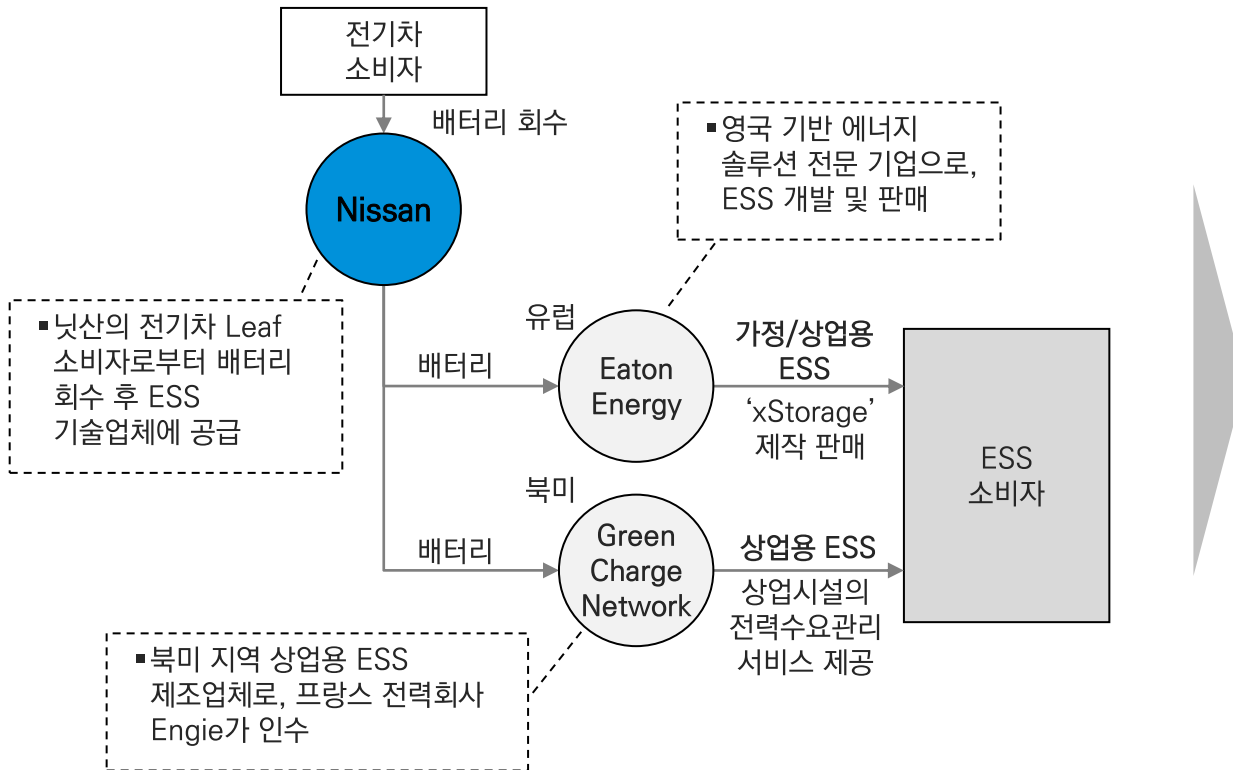 전기차
소비자
배터리 회수
Nissan
▪영국 기반 에너지
솔루션 전문 기업으로,
ESS 개발 및 판매
▪닛산의 전기차 Leaf
소비자로부터 배터리
회수 후 ESS
기술업체에 공급
유럽
배터리
Eaton
Energy
가정/상업용
ESS
‘xStorage’
제작 판매
ESS
소비자
북미
배터리
Green
Charge
Network
상업용 ESS
상업시설의
전력수요관리
서비스 제공
▪북미 지역 상업용 ESS
제조업체로, 프랑스 전력회사
Engie가 인수